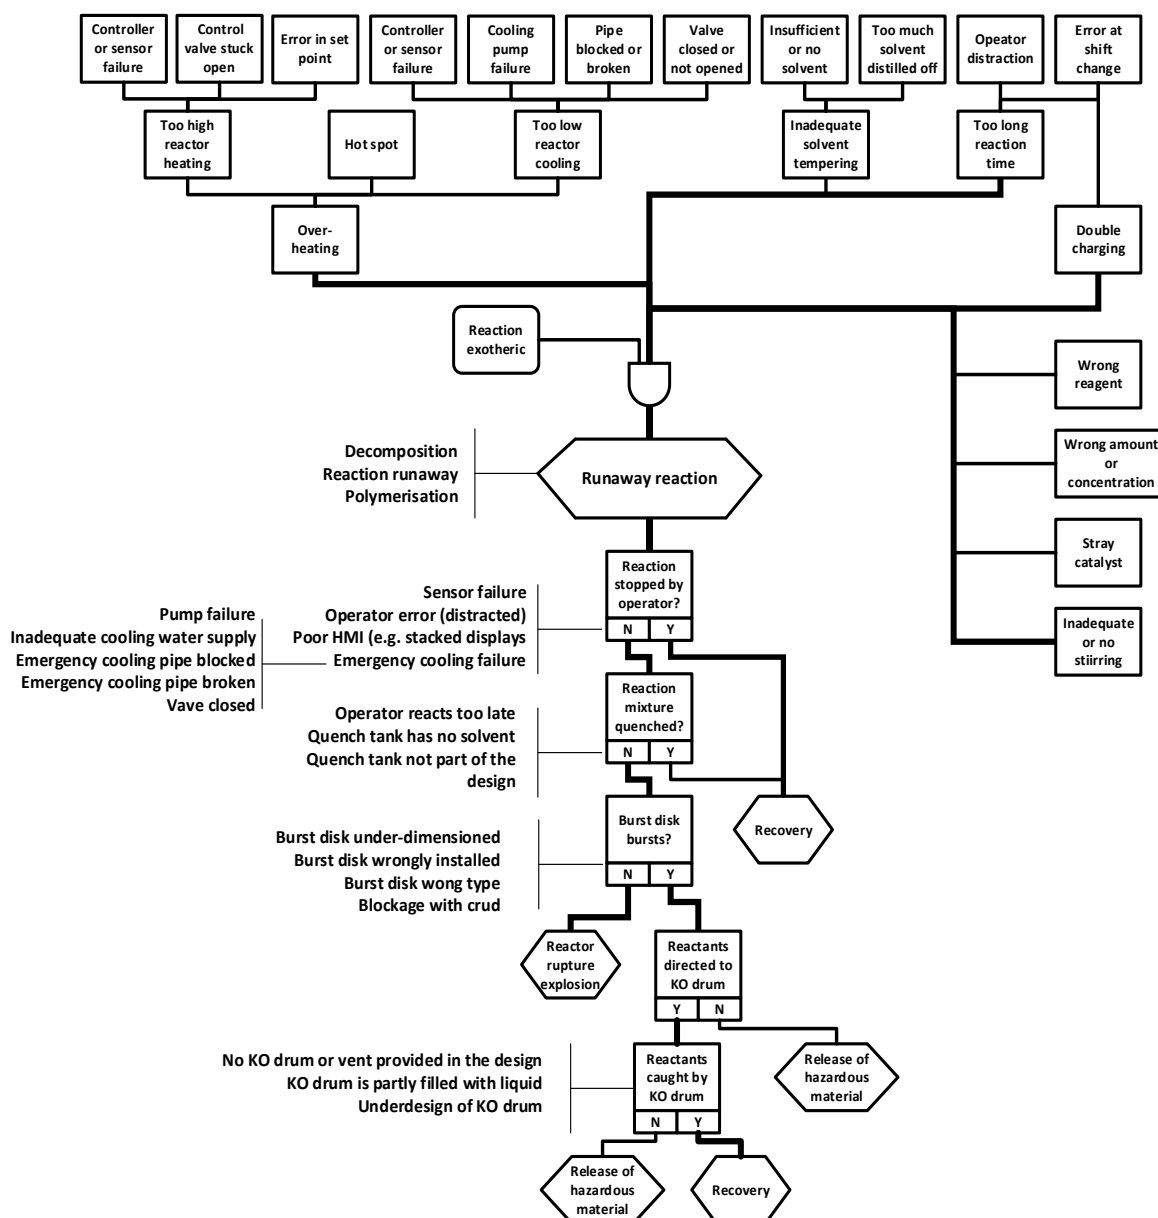 Controller
or sensor
failure
Control
valve stuck
open
Error in set
point
Controller
or sensor
failure
Cooling
pump
failure
Pipe
blocked or
broken
Valve
closed or
not opened
Insufficient
or no
solvent
Too much
solvent
distilled off
Opeator
distraction
Error at
shift
change
Too high
reactor
heating
Hot spot
Too low
reactor
cooling
Inadequate
solvent
tempering
Too long
reaction
time
Over-
heating
Double
charging
Reaction
exotheric
Wrong
reagent
Wrong amount
or
concentration
Stray
catalyst
Inadequate
or no
stiirring
Decomposition
Reaction runaway
Polymerisation
Runaway reaction
Reaction
stopped by
operator?
N Y
Sensor failure
Operator error (distracted)
Poor HMI (e.g. stacked displays
Emergency cooling failure
Pump failure
Inadequate cooling water supply
Emergency cooling pipe blocked
Emergency cooling pipe broken
Vave closed
Reaction
mixture
quenched?
N Y
Operator reacts too late
Quench tank has no solvent
Quench tank not part of the
design
Burst disk
bursts?
N Y
Recovery
Burst disk under-dimensioned
Burst disk wrongly installed
Burst disk wong type
Blockage with crud
Reactor
rupture
explosion
Reactants
directed to
KO drum
Y N
No KO drum or vent provided in the design
KO drum is partly filled with liquid
Underdesign of KO drum
Reactants
caught by
KO drum
N Y
Release of
hazardous
material
Release of
hazardous
material
Recovery